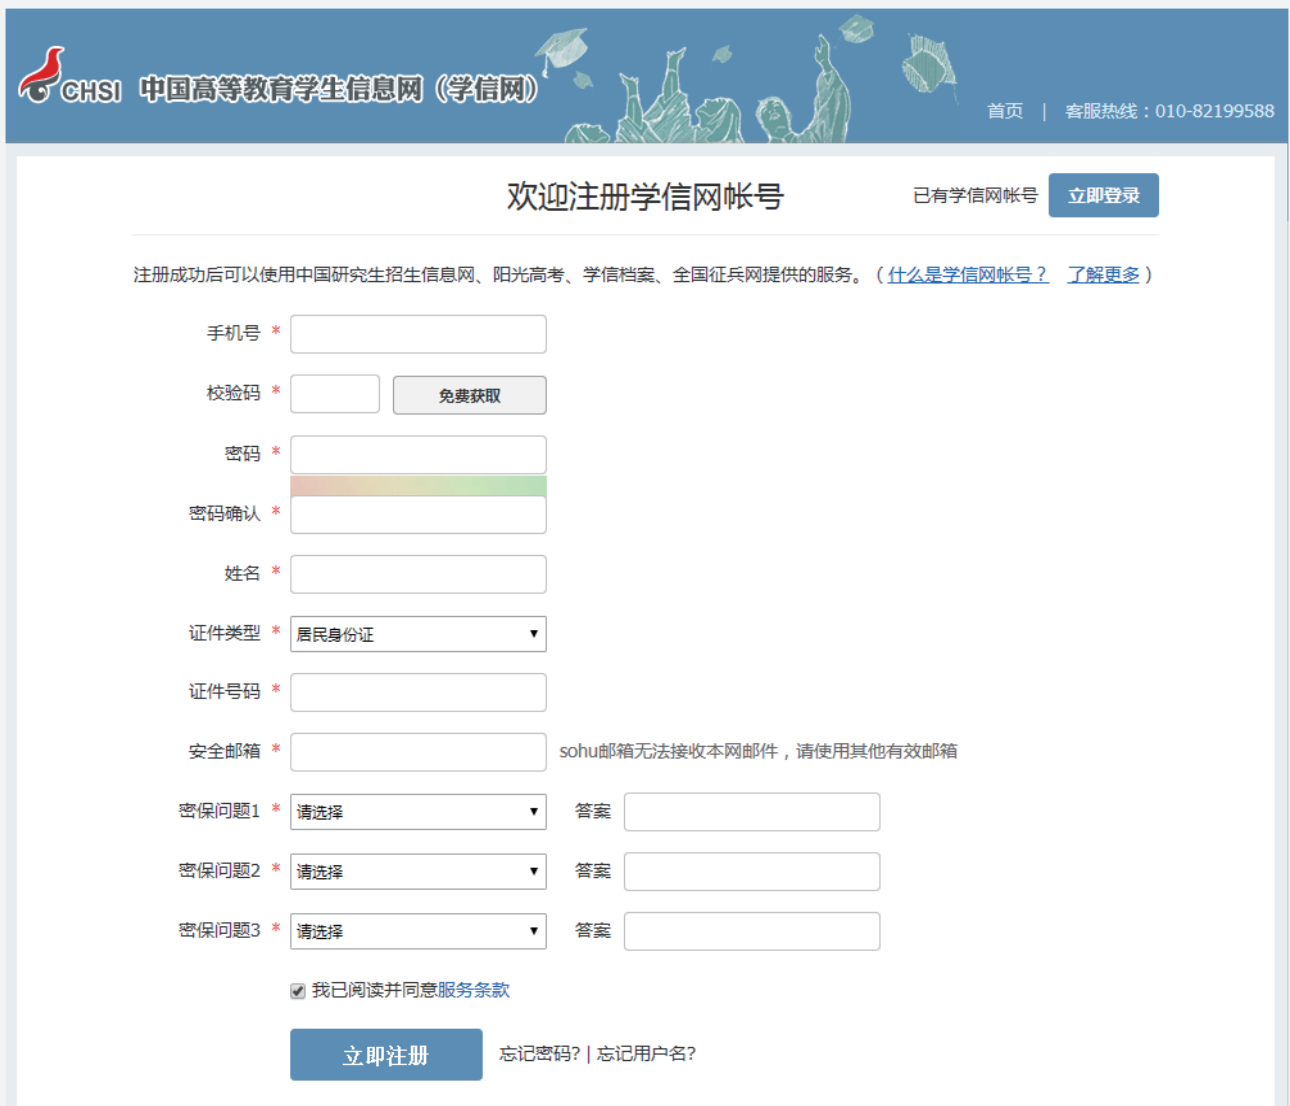 CHSI 中国高等教育学生信息网（学信网）
首页 | 客服热线：010-82199588
欢迎注册学信网帐号
已有学信网帐号 立即登录
注册成功后可以使用中国研究生招生信息网、阳光高考、学信档案、全国征兵网提供的服务。（什么是学信网帐号？ 了解更多）
手机号 *
校验码 * 免费获取
密码 *
密码确认 *
姓名 *
证件类型 * 居民身份证
证件号码 *
安全邮箱 * sohu邮箱无法接收本网邮件，请使用其他有效邮箱
密保问题1 * 请选择 答案
密保问题2 * 请选择 答案
密保问题3 * 请选择 答案
我已阅读并同意服务条款
立即注册 忘记密码? | 忘记用户名?